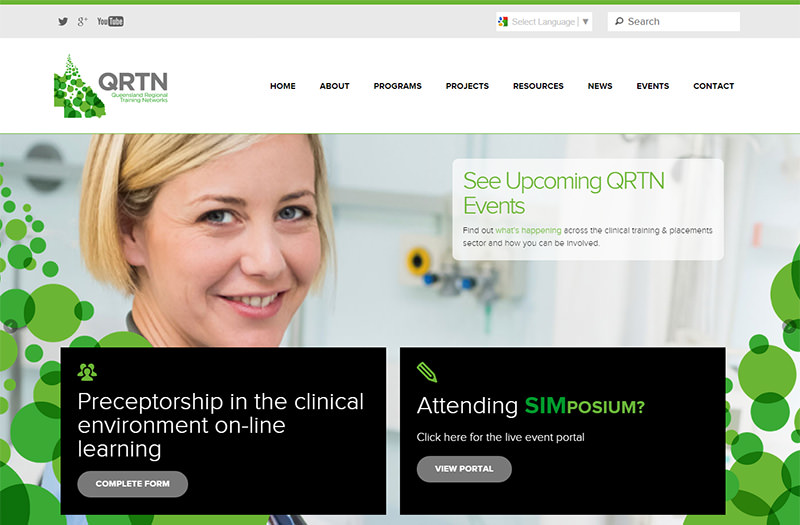 You Tube
Select Language ▼
Search
QRTN
Queensland Regional
Training Networks
HOME ABOUT PROGRAMS PROJECTS RESOURCES NEWS EVENTS CONTACT
See Upcoming QRTN
Events
Find out what's happening across the clinical training & placements
sector and how you can be involved.
Preceptorship in the clinical
environment on-line
learning
COMPLETE FORM
Attending SIMPOSIUM?
Click here for the live event portal
VIEW PORTAL